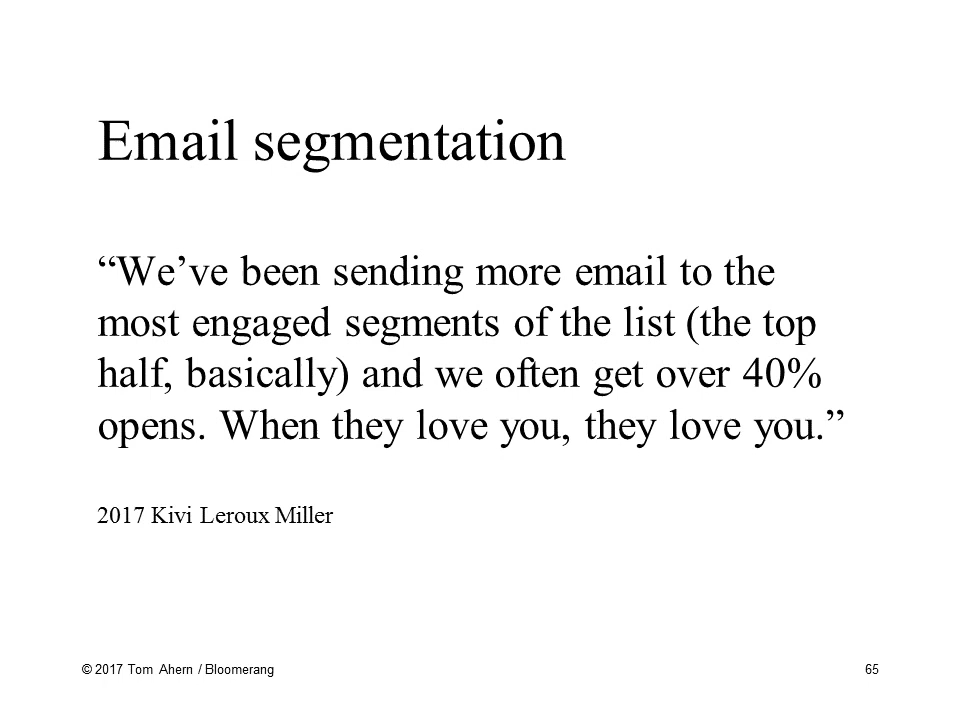 Email segmentation
“We’ve been sending more email to the
most engaged segments of the list (the top
half, basically) and we often get over 40%
opens. When they love you, they love you.”
2017 Kivi Leroux Miller
© 2017 Tom Ahern / Bloomerang 65